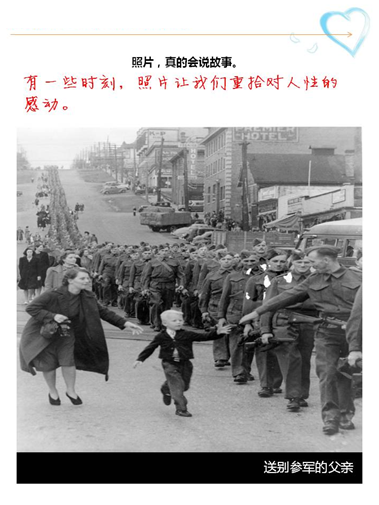 照片，真的会说故事。
有一些时刻，照片让我们重拾对人性的
感动。
PREMIER
HOTEL
送别参军的父亲